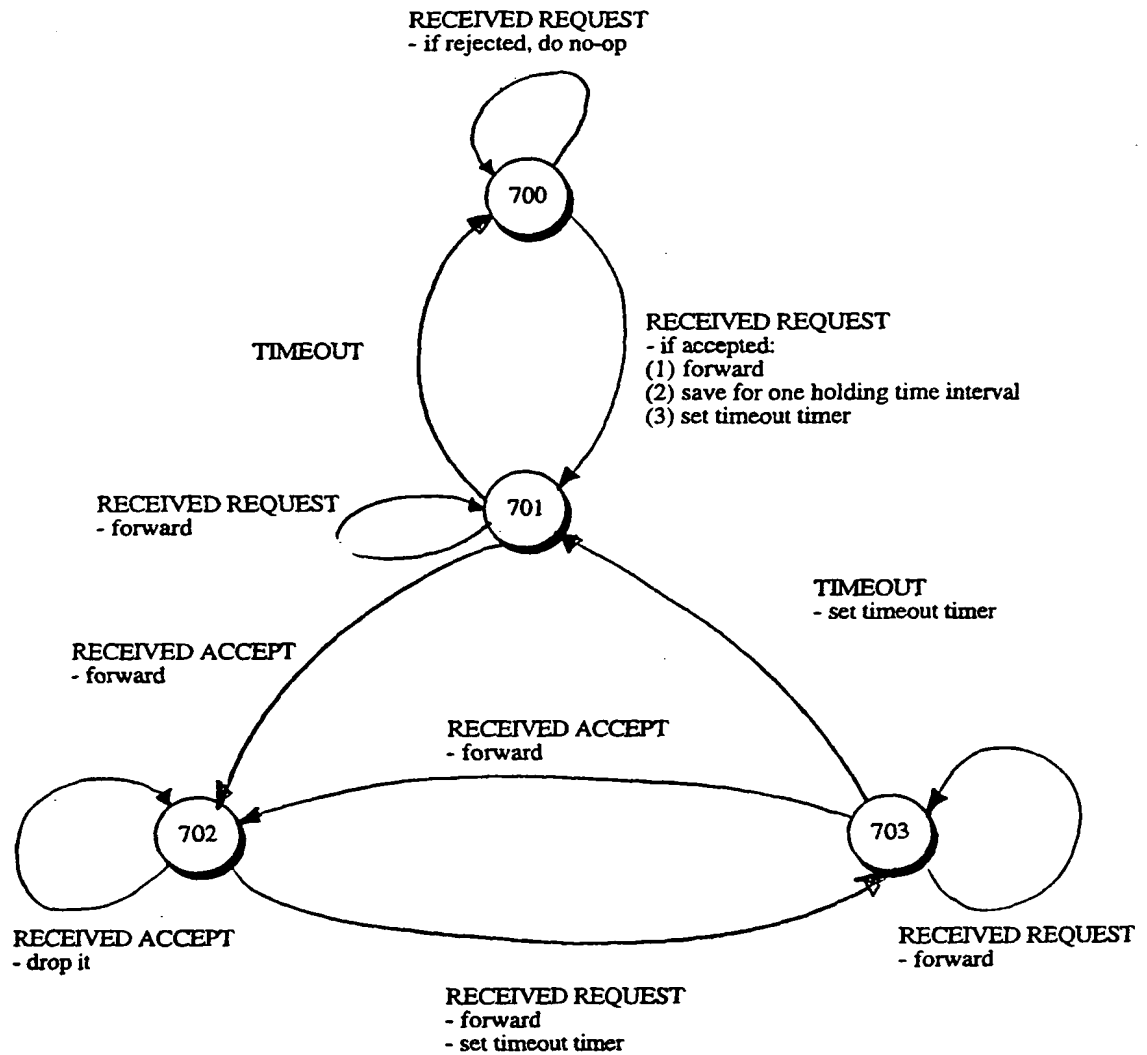 RECEIVED REQUEST
- if rejected, do no-op
700
TIMEOUT
RECEIVED REQUEST
- if accepted:
(1) forward
(2) save for one holding time interval
(3) set timeout timer
RECEIVED REQUEST
- forward
701
TIMEOUT
- set timeout timer
RECEIVED ACCEPT
- forward
RECEIVED ACCEPT
- forward
702
703
RECEIVED ACCEPT
- drop it
RECEIVED REQUEST
- forward
RECEIVED REQUEST
- forward
- set timeout timer